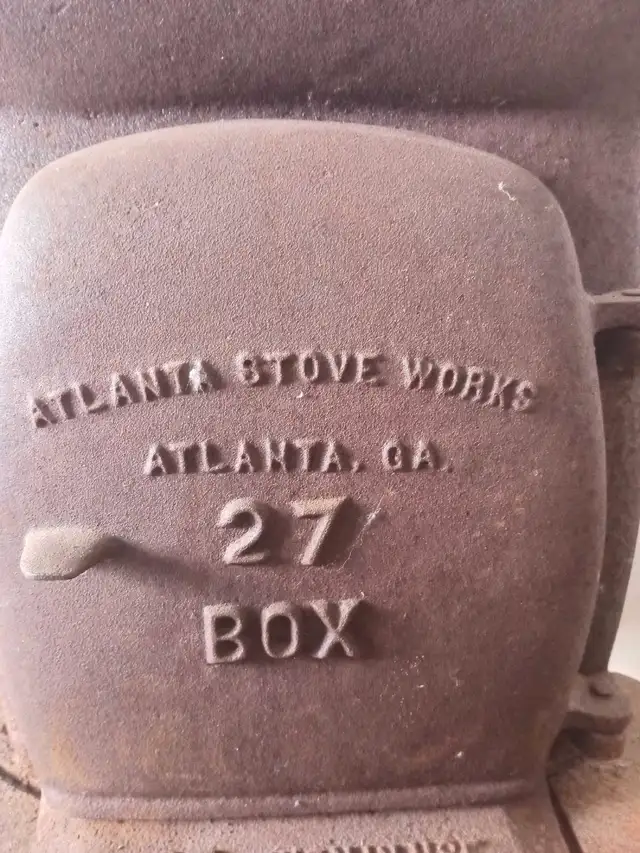 ATLANTA STOVE WORKS
ATLANTA, GA.
27
BOX